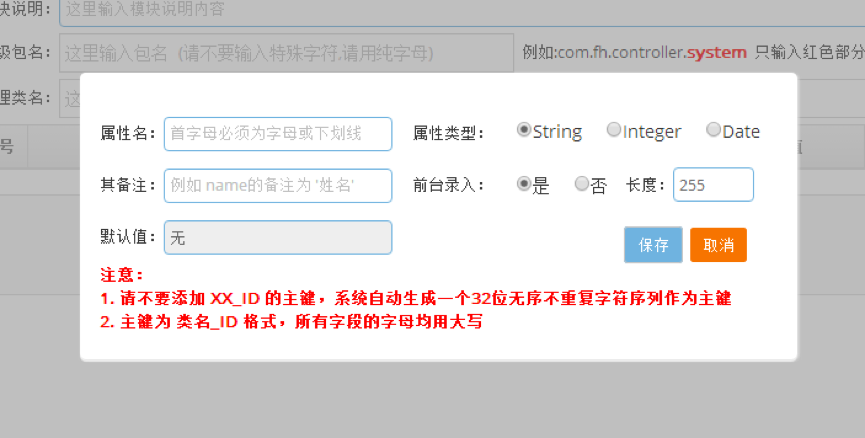 块说明： 这里输入模块说明内容
级包名： 这里输入包名 (请不要输入特殊字符,请用纯字母) 例如:com.fh.controller.system 只输入红色部分
理类名： 这
号
属性名： 首字母必须为字母或下划线 属性类型： String Integer Date
其备注： 例如 name的备注为 '姓名' 前台录入： 是 否 长度： 255
默认值： 无 保存 取消
注意：
1. 请不要添加 XX_ID 的主键，系统自动生成一个32位无序不重复字符序列作为主键
2. 主键为 类名_ID 格式，所有字段的字母均用大写